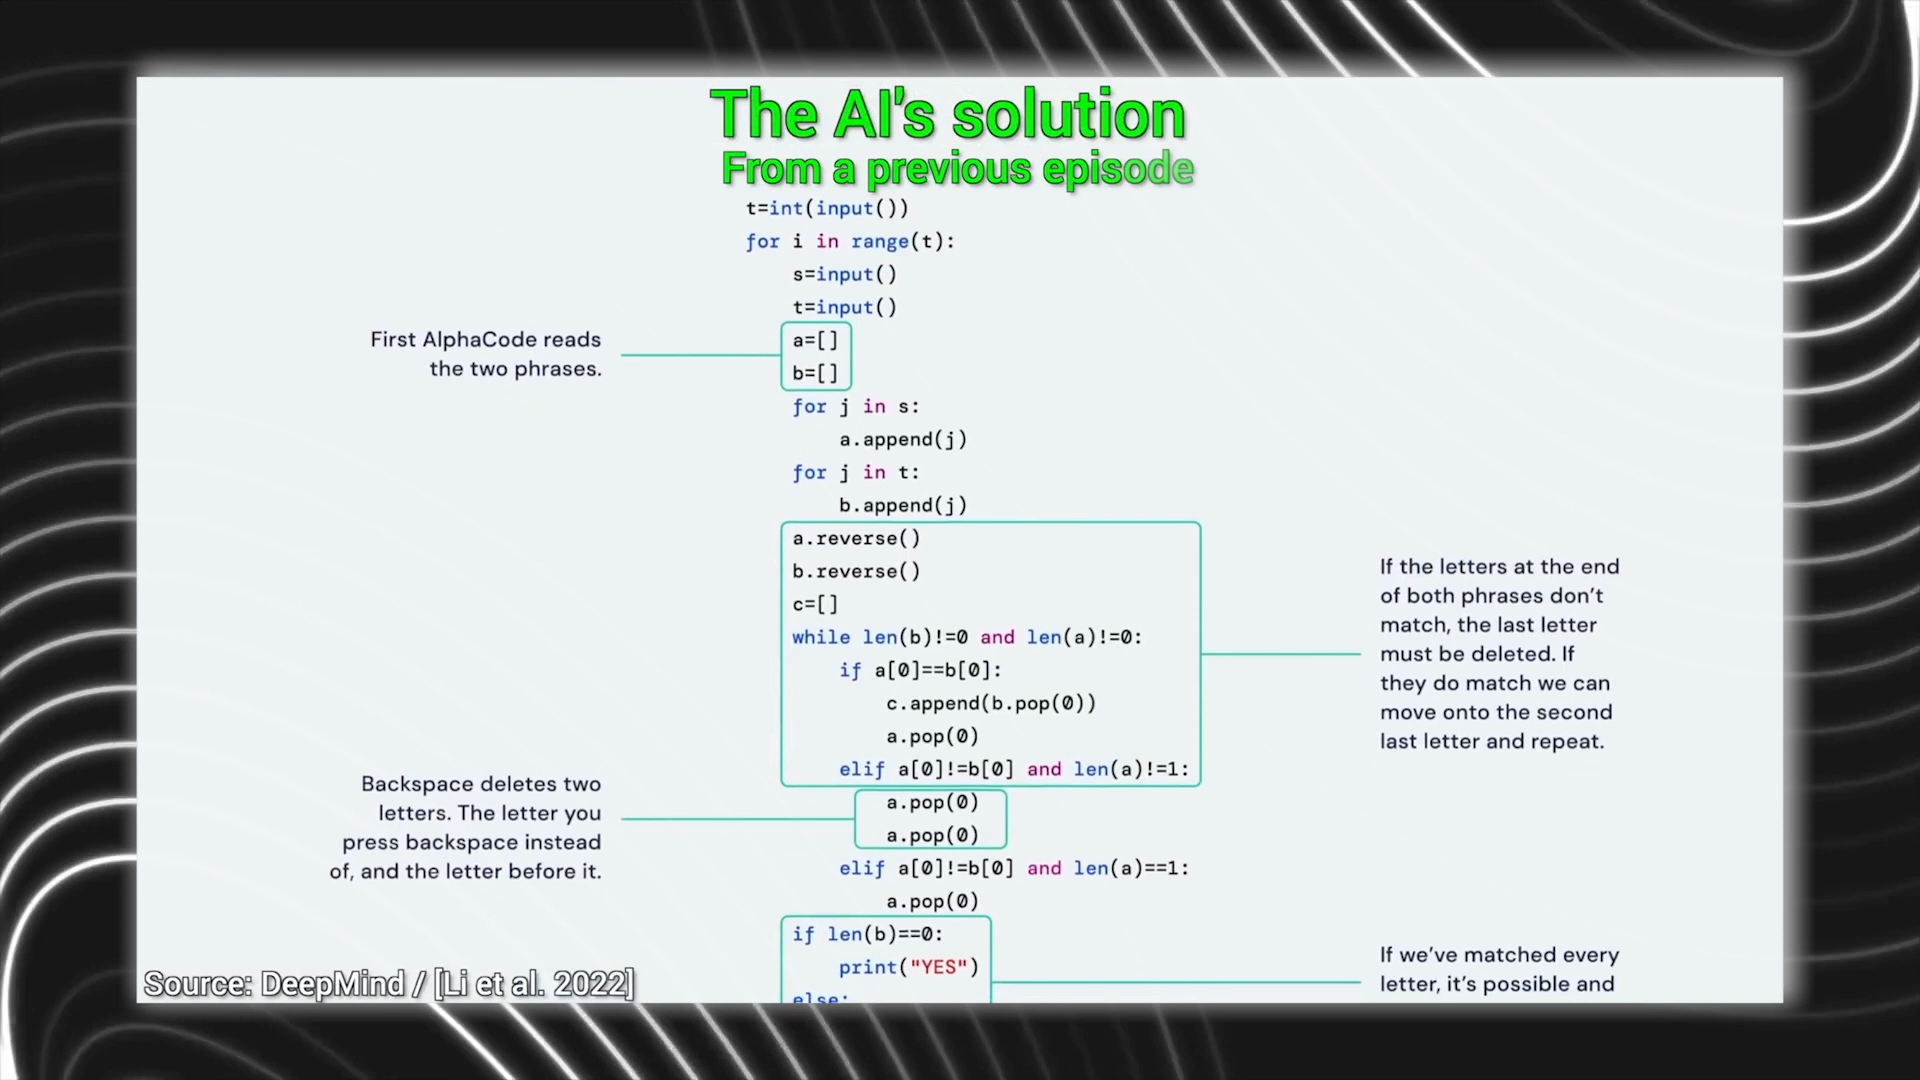 The AI's solution
From a previous episode
t=int(input())
for i in range(t):
    s=input()
    t=input()
First AlphaCode reads
the two phrases.
    a=[]
    b=[]
    for j in s:
        a.append(j)
    for j in t:
        b.append(j)
    a.reverse()
    b.reverse()
    c=[]
    while len(b)!=0 and len(a)!=0:
        if a[0]==b[0]:
            c.append(b.pop(0))
            a.pop(0)
        elif a[0]!=b[0] and len(a)!=1:
If the letters at the end
of both phrases don't
match, the last letter
must be deleted. If
they do match we can
move onto the second
last letter and repeat.
            a.pop(0)
            a.pop(0)
Backspace deletes two
letters. The letter you
press backspace instead
of, and the letter before it.
        elif a[0]!=b[0] and len(a)==1:
            a.pop(0)
    if len(b)==0:
        print("YES")
    else:
If we've matched every
letter, it's possible and
Source: DeepMind / [Li et al. 2022]